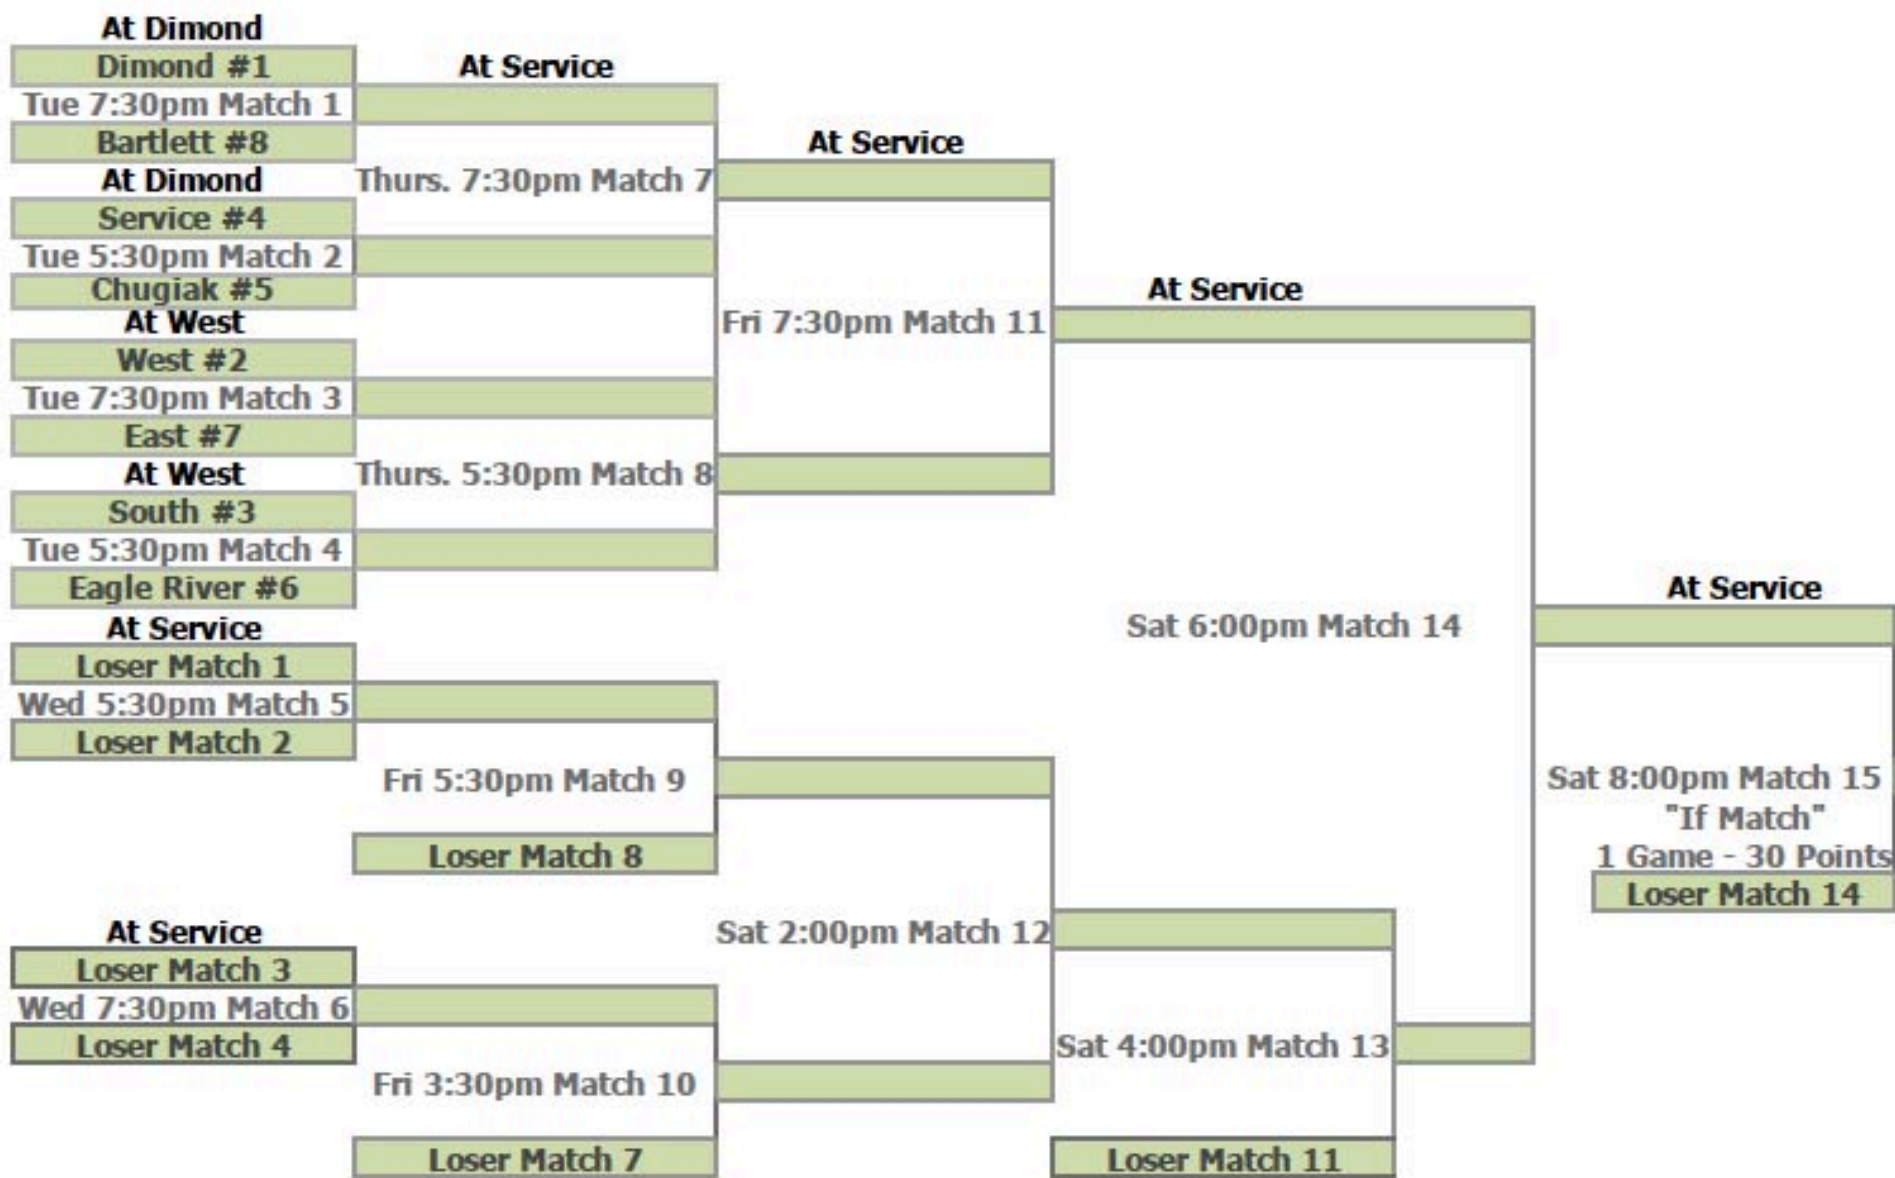 At Dimond
Dimond #1
Tue 7:30pm Match 1
Bartlett #8
At Dimond
Service #4
Tue 5:30pm Match 2
Chugiak #5
At West
West #2
Tue 7:30pm Match 3
East #7
At West
South #3
Tue 5:30pm Match 4
Eagle River #6
At Service
Loser Match 1
Wed 5:30pm Match 5
Loser Match 2
At Service
Loser Match 3
Wed 7:30pm Match 6
Loser Match 4
At Service
Thurs. 7:30pm Match 7
Thurs. 5:30pm Match 8
Fri 5:30pm Match 9
Loser Match 8
Fri 3:30pm Match 10
Loser Match 7
At Service
Fri 7:30pm Match 11
Sat 2:00pm Match 12
At Service
Sat 6:00pm Match 14
Sat 4:00pm Match 13
Loser Match 11
At Service
Sat 8:00pm Match 15
"If Match"
1 Game - 30 Points
Loser Match 14